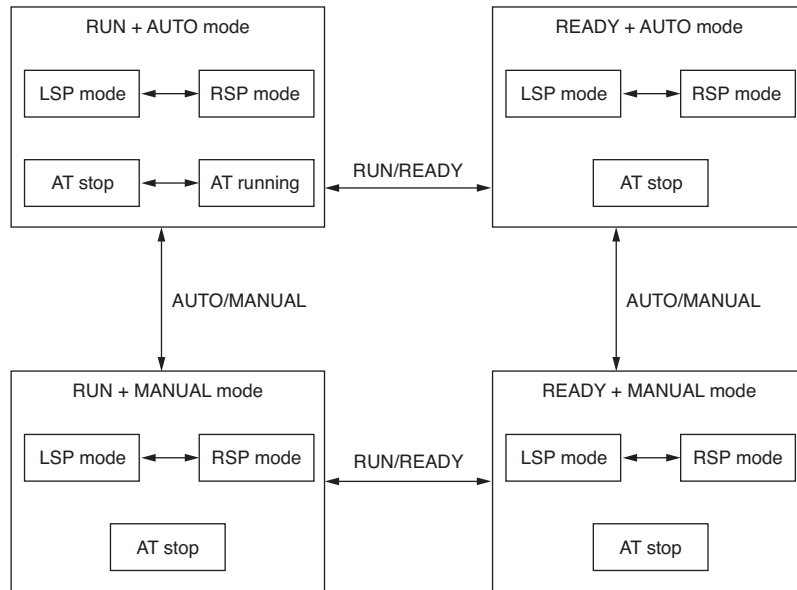 RUN + AUTO mode
LSP mode
RSP mode
AT stop
AT running
RUN/READY
READY + AUTO mode
LSP mode
RSP mode
AT stop
AUTO/MANUAL
AUTO/MANUAL
RUN + MANUAL mode
LSP mode
RSP mode
AT stop
RUN/READY
READY + MANUAL mode
LSP mode
RSP mode
AT stop